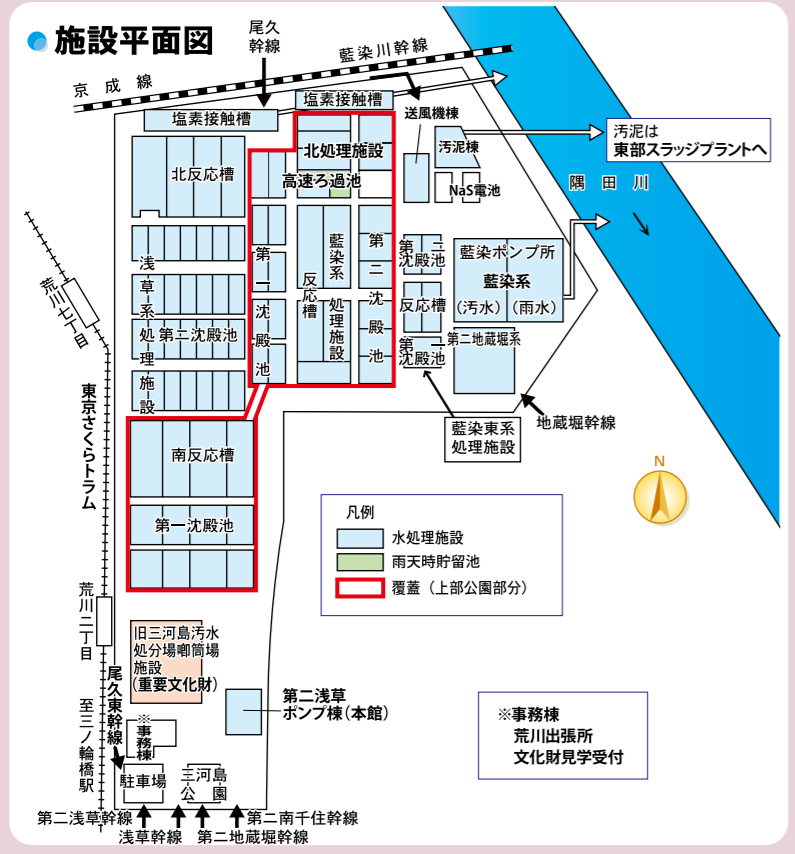 施設平面図
尾久
幹線
藍染川幹線
京成線
塩素接触槽
塩素接触槽
送風機棟
汚泥棟
汚泥は
東部スラッジプラントへ
北反応槽
北処理施設
高速ろ過池
NaS電池
隅田川
浅草系処理施設
第二沈殿池
第一沈殿池
反応槽
藍染系
処理施設
第二沈殿池
第二
沈殿池
反応槽
第一
沈殿池
藍染ポンプ所
藍染系
(汚水)(雨水)
第二地蔵堀系
地蔵堀幹線
藍染東系
処理施設
荒川七丁目
東京さくらトラム
南反応槽
第一沈殿池
N
凡例
水処理施設
雨天時貯留池
覆蓋（上部公園部分）
荒川二丁目
旧三河島汚水
処分場喞筒場
施設
(重要文化財)
尾久東幹線
第二浅草
ポンプ棟(本館)
至三ノ輪橋駅
※事務棟
駐車場
三河島
公園
※事務棟
荒川出張所
文化財見学受付
第二浅草幹線
浅草幹線
第二地蔵堀幹線
第二南千住幹線